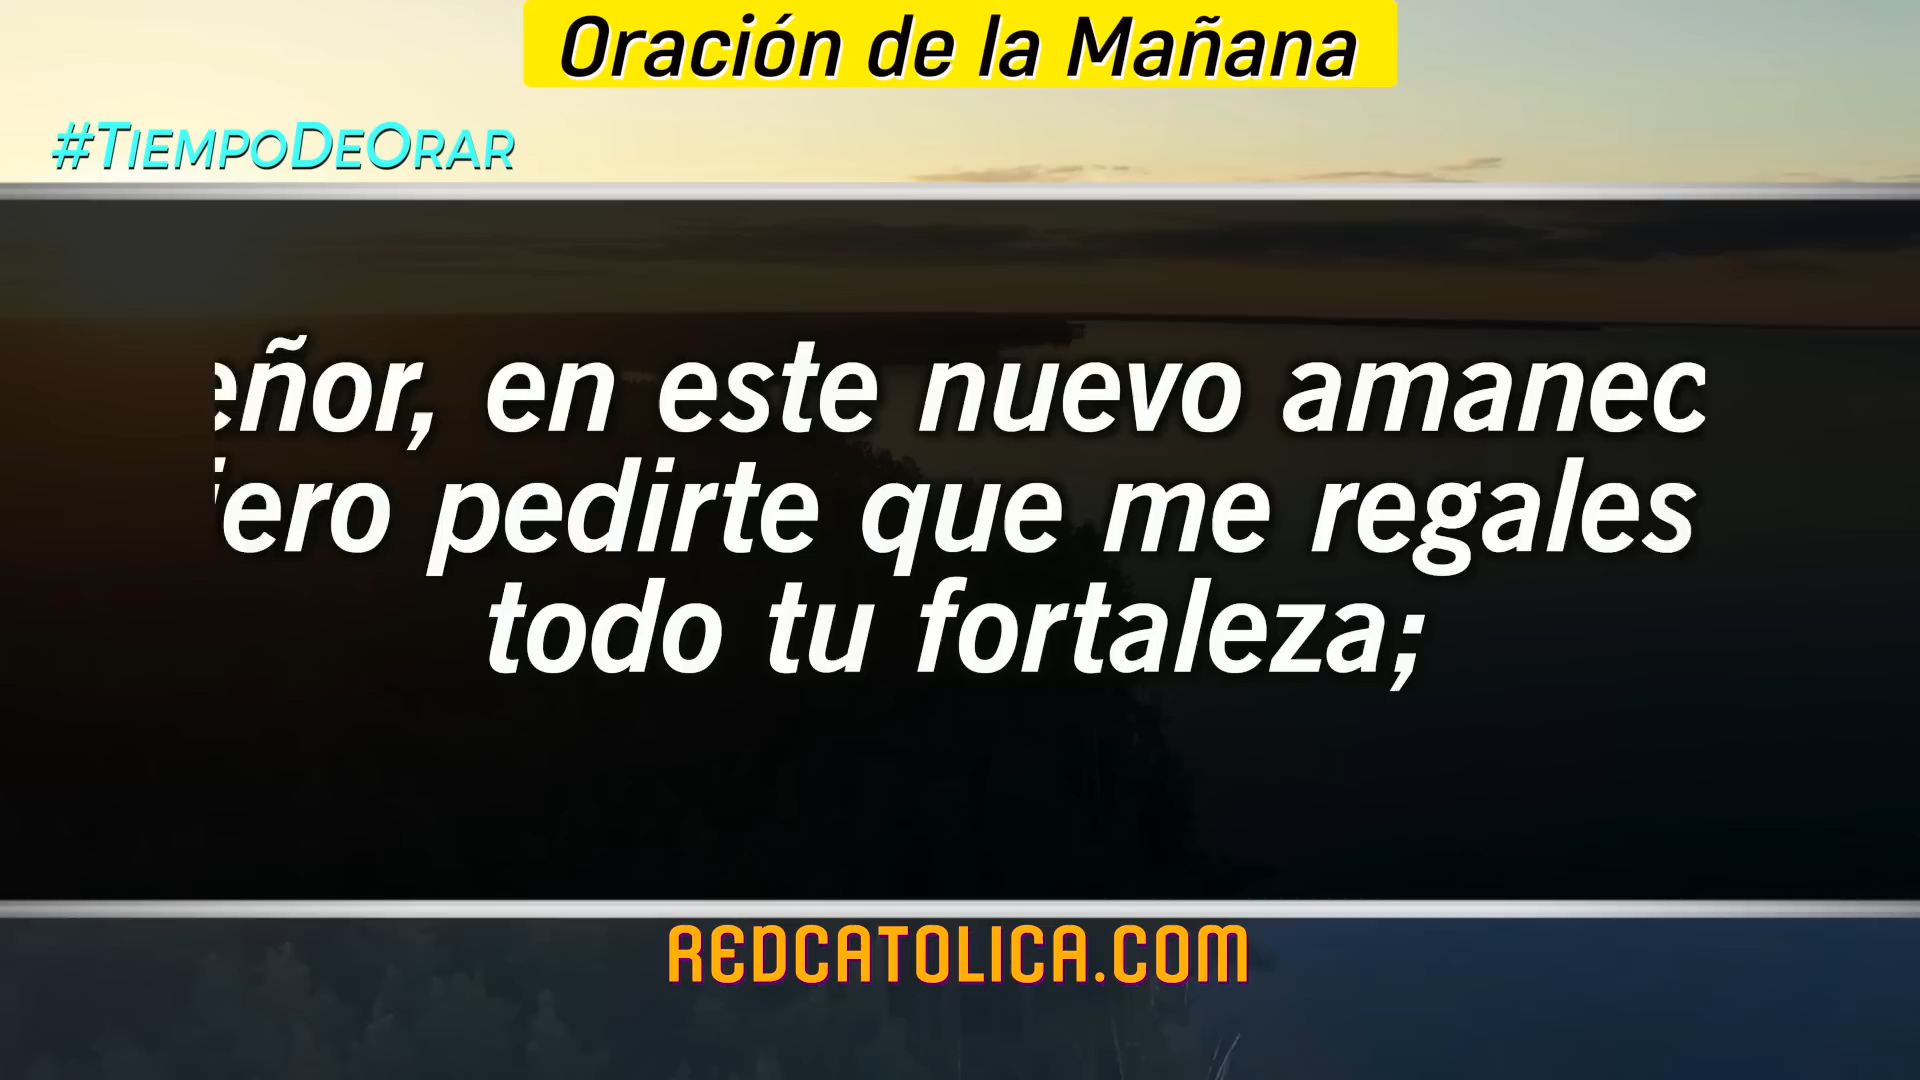 Oración de la Mañana
#TIEMPODEORAR
eñor, en este nuevo amanec
iero pedirte que me regales
todo tu fortaleza;
REDCATOLICA.COM